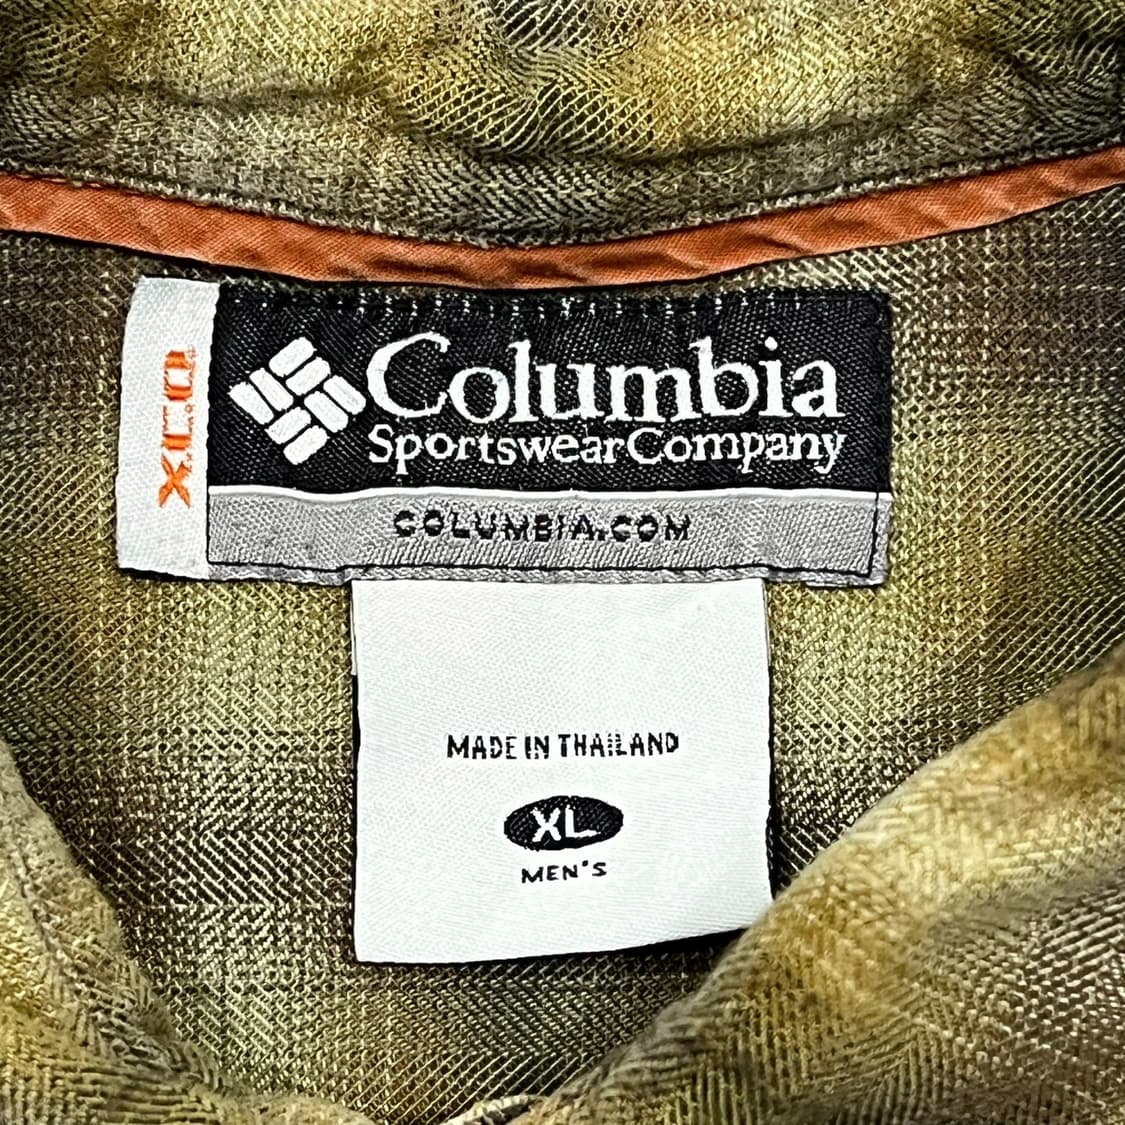 XCO
Columbia
Sportswear Company
COLUMBIA.COM
MADE IN THAILAND
XL
MEN'S